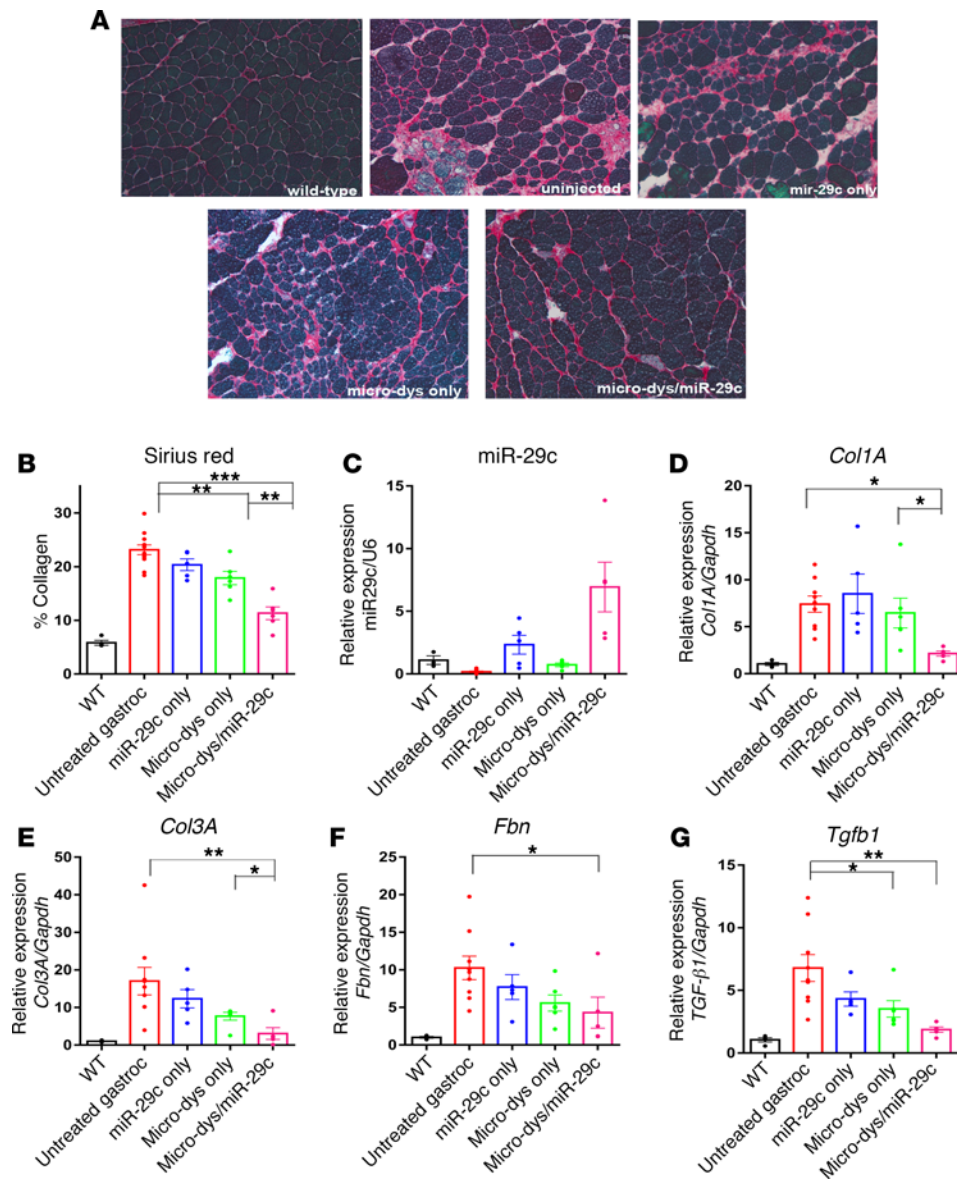 A
wild-type
uninjected
mir-29c only
micro-dys only
micro-dys/miR-29c
B
Sirius red
***
**
**
% Collagen
30
20
10
0
WT
Untreated gastroc
miR-29c only
Micro-dys only
Micro-dys/miR-29c
C
miR-29c
Relative expression
miR29c/U6
15
10
5
0
WT
Untreated gastroc
miR-29c only
Micro-dys only
Micro-dys/miR-29c
D
Col1A
*
*
Relative expression
Col1A/Gapdh
20
15
10
5
0
WT
Untreated gastroc
miR-29c only
Micro-dys only
Micro-dys/miR-29c
E
Col3A
**
*
Relative expression
Col3A/Gapdh
50
40
30
20
10
0
WT
Untreated gastroc
miR-29c only
Micro-dys only
Micro-dys/miR-29c
F
Fbn
*
Relative expression
Fbn/Gapdh
25
20
15
10
5
0
WT
Untreated gastroc
miR-29c only
Micro-dys only
Micro-dys/miR-29c
G
Tgfb1
**
*
Relative expression
TGF-β1/Gapdh
15
10
5
0
WT
Untreated gastroc
miR-29c only
Micro-dys only
Micro-dys/miR-29c